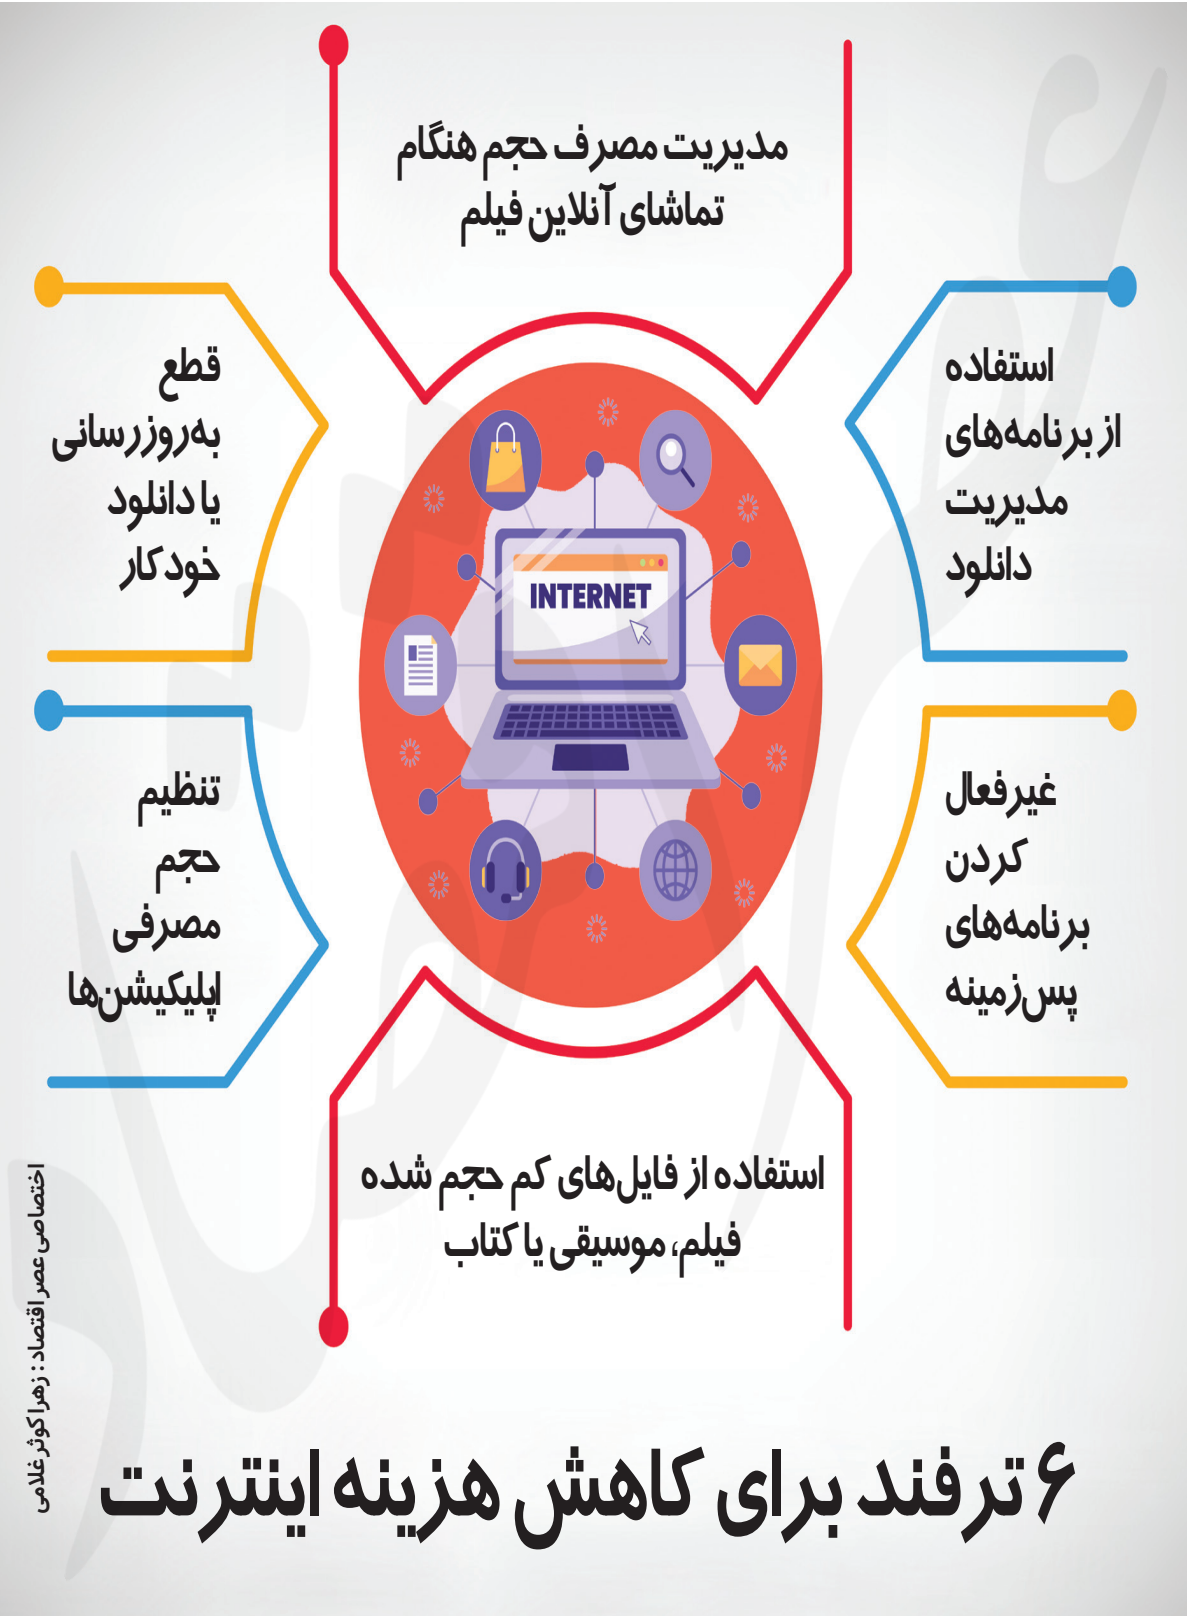 مدیریت مصرف حجم هنگام
تماشای آنلاین فیلم
استفاده
از برنامه‌های
مدیریت
دانلود
قطع
به‌روزرسانی
یا دانلود
خودکار
INTERNET
غیرفعال
کردن
برنامه‌های
پس‌زمینه
تنظیم
حجم
مصرفی
اپلیکیشن‌ها
استفاده از فایل‌های کم حجم شده
فیلم، موسیقی یا کتاب
اختصاصی عصر اقتصاد : زهرا کوثر غلامی
۶ ترفند برای کاهش هزینه اینترنت